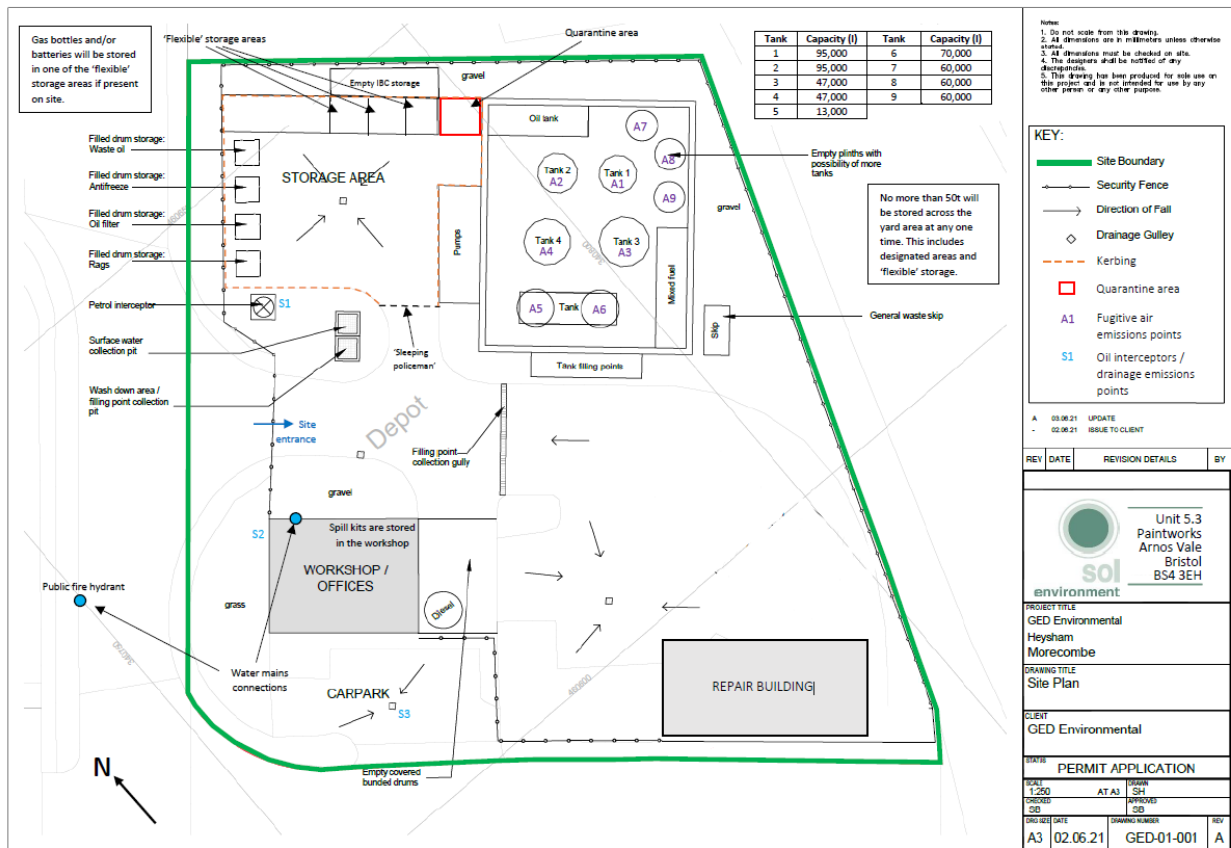 Gas bottles and/or
batteries will be stored
in one of the 'flexible'
storage areas if present
on site.
'Flexible' storage areas
Quarantine area
gravel
Empty IBC storage
Tank Capacity (l) Tank Capacity (l)
1 95,000 6 70,000
2 95,000 7 60,000
3 47,000 8 60,000
4 47,000 9 60,000
5 13,000
Filled drum storage:
Waste oil
Filled drum storage:
Antifreeze
Filled drum storage:
Oil filter
Filled drum storage:
Rags
Petrol interceptor
S1
Surface water
collection pit
Wash down area /
filling point collection
pit
STORAGE AREA
Pumps
'Sleeping
policeman'
Oil tank
A7
A8
A9
Tank 2
A2
Tank 1
A1
Tank 4
A4
Tank 3
A3
A5
Tank
A6
Mixed fuel
Tank filling points
Empty plinths with
possibility of more
tanks
gravel
No more than 50t will
be stored across the
yard area at any one
time. This includes
designated areas and
'flexible' storage.
Skip
General waste skip
Site
entrance
Depot
Filling point
collection gully
gravel
S2
Spill kits are stored
in the workshop
WORKSHOP /
OFFICES
Diesel
Public fire hydrant
grass
Water mains
connections
CARPARK
S3
Empty covered
bunded drums
REPAIR BUILDING
N
460600
Notes:
1. Do not scale from this drawing.
2. All dimensions are in millimeters unless otherwise
stated.
3. All dimensions must be checked on site.
4. The designers shall be notified of any
discrepancies.
5. This drawing has been produced for sole use on
this project and is not intended for use by any
other person or any other purpose.
KEY:
Site Boundary
Security Fence
Direction of Fall
Drainage Gulley
Kerbing
Quarantine area
A1 Fugitive air
emissions points
S1 Oil interceptors /
drainage emissions
points
A 03.06.21 UPDATE
- 02.06.21 ISSUE TO CLIENT
REV DATE REVISION DETAILS BY
sol
environment
Unit 5.3
Paintworks
Arnos Vale
Bristol
BS4 3EH
PROJECT TITLE
GED Environmental
Heysham
Morecombe
DRAWING TITLE
Site Plan
CLIENT
GED Environmental
STATUS
PERMIT APPLICATION
SCALE
1:250 AT A3
DRAWN
SH
CHECKED
SB
APPROVED
SB
DRG SIZE DATE DRAWING NUMBER REV
A3 02.06.21 GED-01-001 A